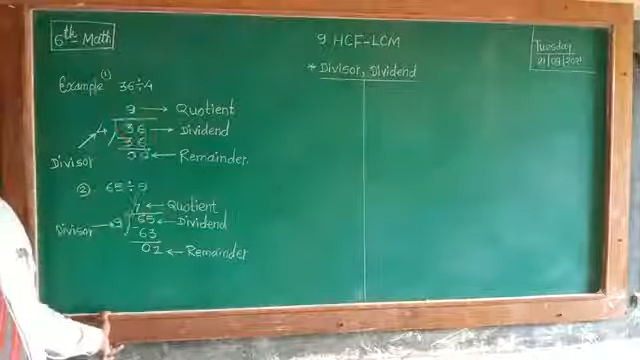 6th Math
9. HCF-LCM
Tuesday
21/09/2021
* Divisor, Dividend
Example (1) 36÷4
9 → Quotient
4 36 → Dividend
36
Divisor
00 ← Remainder.
(2) 65÷9
7 ← Quotient
Divisor → 9 65 ← Dividend
-63
02 ← Remainder